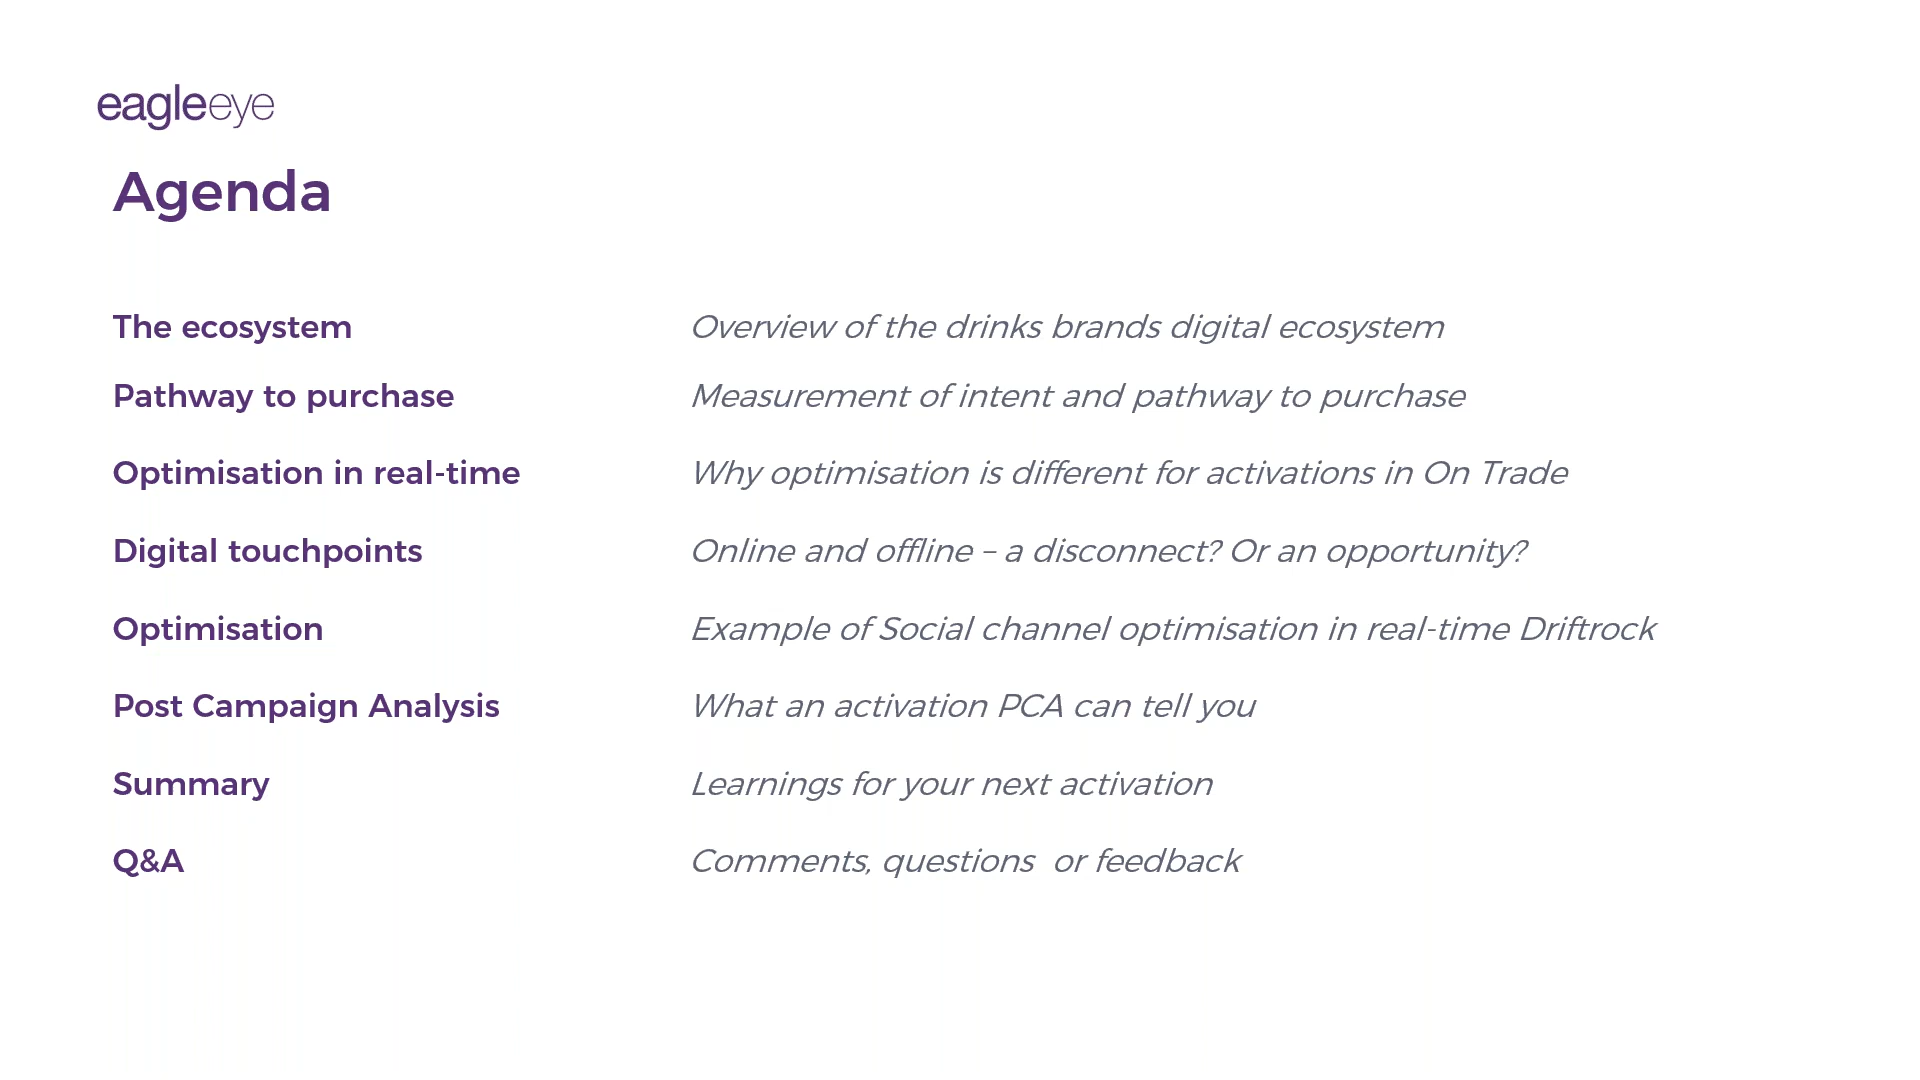 eagleeye
Agenda
The ecosystem Overview of the drinks brands digital ecosystem
Pathway to purchase Measurement of intent and pathway to purchase
Optimisation in real-time Why optimisation is different for activations in On Trade
Digital touchpoints Online and offline – a disconnect? Or an opportunity?
Optimisation Example of Social channel optimisation in real-time Driftrock
Post Campaign Analysis What an activation PCA can tell you
Summary Learnings for your next activation
Q&A Comments, questions  or feedback